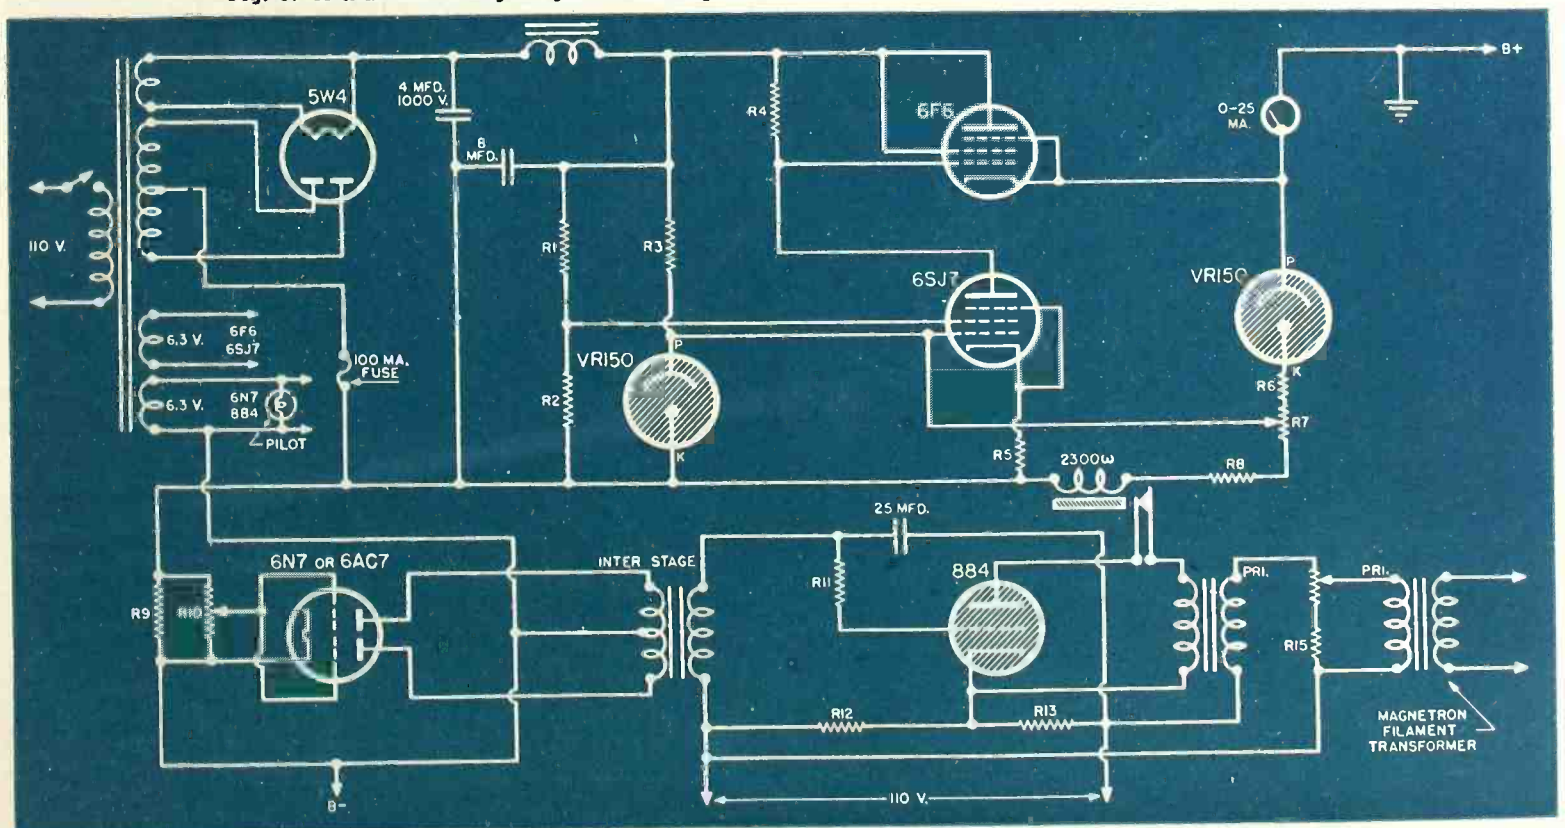 5W4
4 MFD.
1000 V.
8
MFD.
R4
6F6
0-25
MA.
B+
110 V.
R1
R3
6SJ7
VR150
P
6.3 V.
6F6
6SJ7
100 MA.
FUSE
VR150
P
K
R6
6.3 V.
6N7
884
P
PILOT
R2
R7
K
R5
2300ω
R8
25 MFD.
6N7 OR 6AC7
INTER STAGE
R11
884
PRI.
PRI.
R9
R10
R15
R12
R13
MAGNETRON
FILAMENT
TRANSFORMER
B-
110 V.